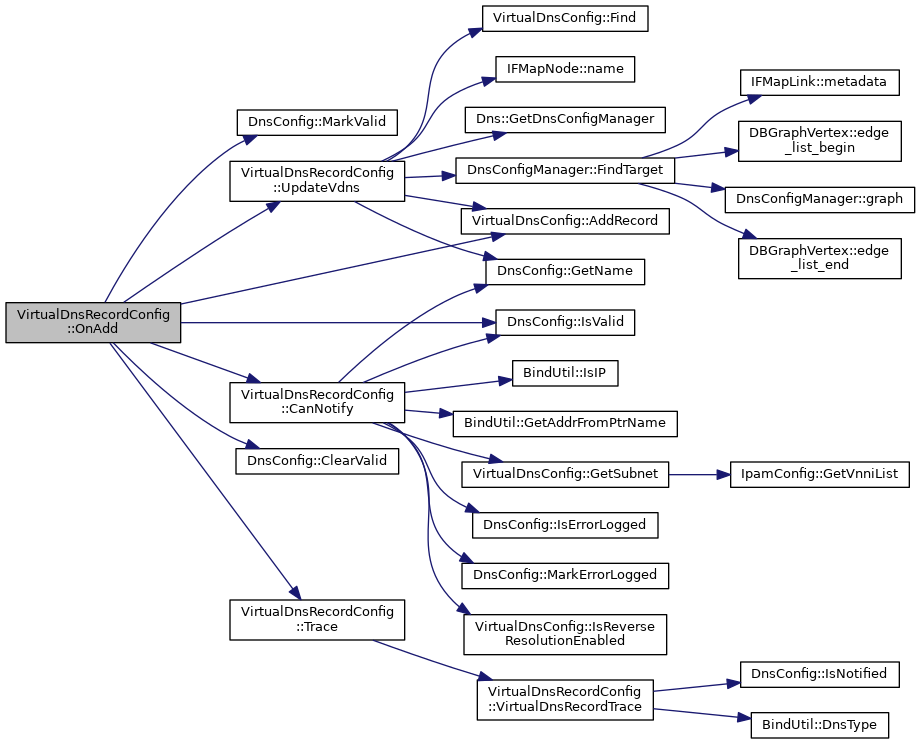 VirtualDnsConfig::Find
IFMapNode::name
IFMapLink::metadata
Dns::GetDnsConfigManager
DnsConfig::MarkValid
DBGraphVertex::edge
_list_begin
VirtualDnsRecordConfig
::UpdateVdns
DnsConfigManager::FindTarget
DnsConfigManager::graph
VirtualDnsConfig::AddRecord
DBGraphVertex::edge
_list_end
DnsConfig::GetName
VirtualDnsRecordConfig
::OnAdd
DnsConfig::IsValid
BindUtil::IsIP
VirtualDnsRecordConfig
::CanNotify
BindUtil::GetAddrFromPtrName
DnsConfig::ClearValid
VirtualDnsConfig::GetSubnet
IpamConfig::GetVnniList
DnsConfig::IsErrorLogged
DnsConfig::MarkErrorLogged
VirtualDnsRecordConfig
::Trace
VirtualDnsConfig::IsReverse
ResolutionEnabled
DnsConfig::IsNotified
VirtualDnsRecordConfig
::VirtualDnsRecordTrace
BindUtil::DnsType